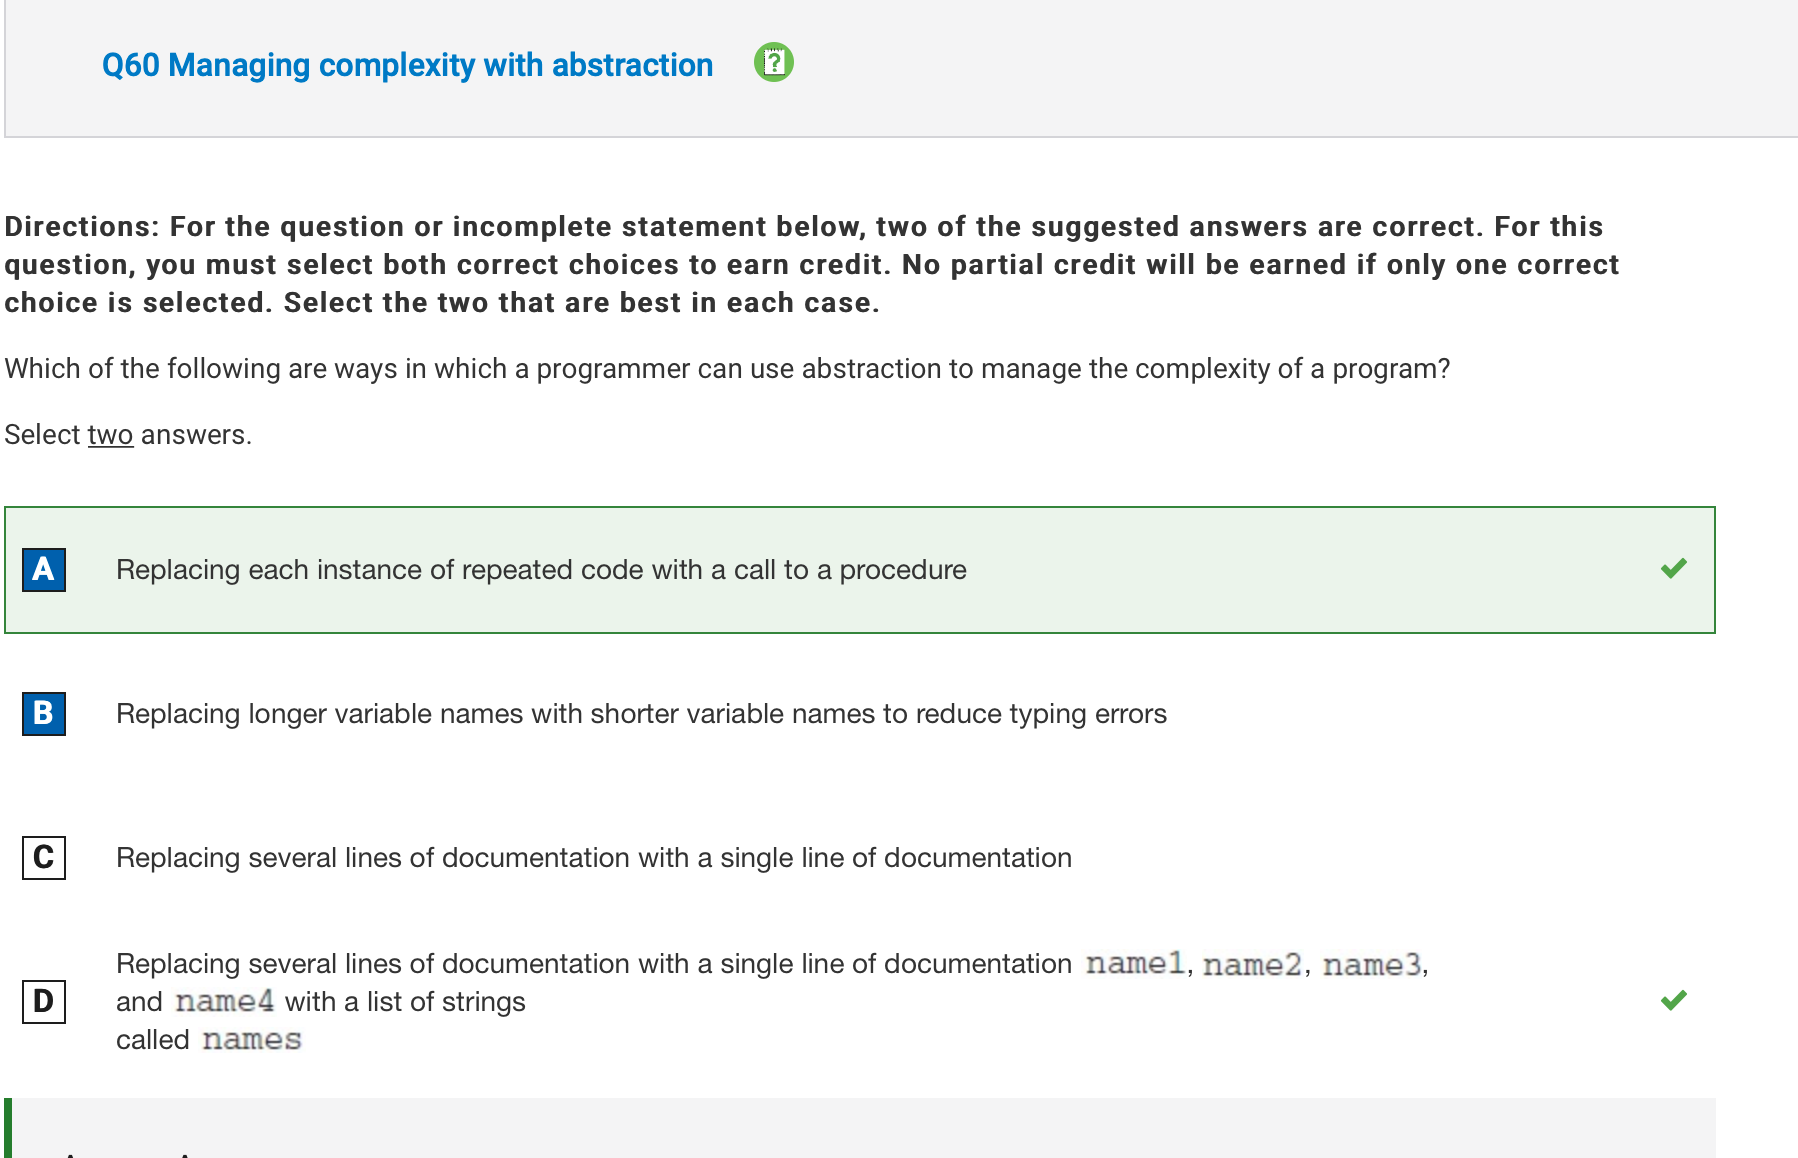 Q60 Managing complexity with abstraction ?
Directions: For the question or incomplete statement below, two of the suggested answers are correct. For this
question, you must select both correct choices to earn credit. No partial credit will be earned if only one correct
choice is selected. Select the two that are best in each case.
Which of the following are ways in which a programmer can use abstraction to manage the complexity of a program?
Select two answers.
A Replacing each instance of repeated code with a call to a procedure
B Replacing longer variable names with shorter variable names to reduce typing errors
C Replacing several lines of documentation with a single line of documentation
D Replacing several lines of documentation with a single line of documentation name1, name2, name3,
and name4 with a list of strings
called names